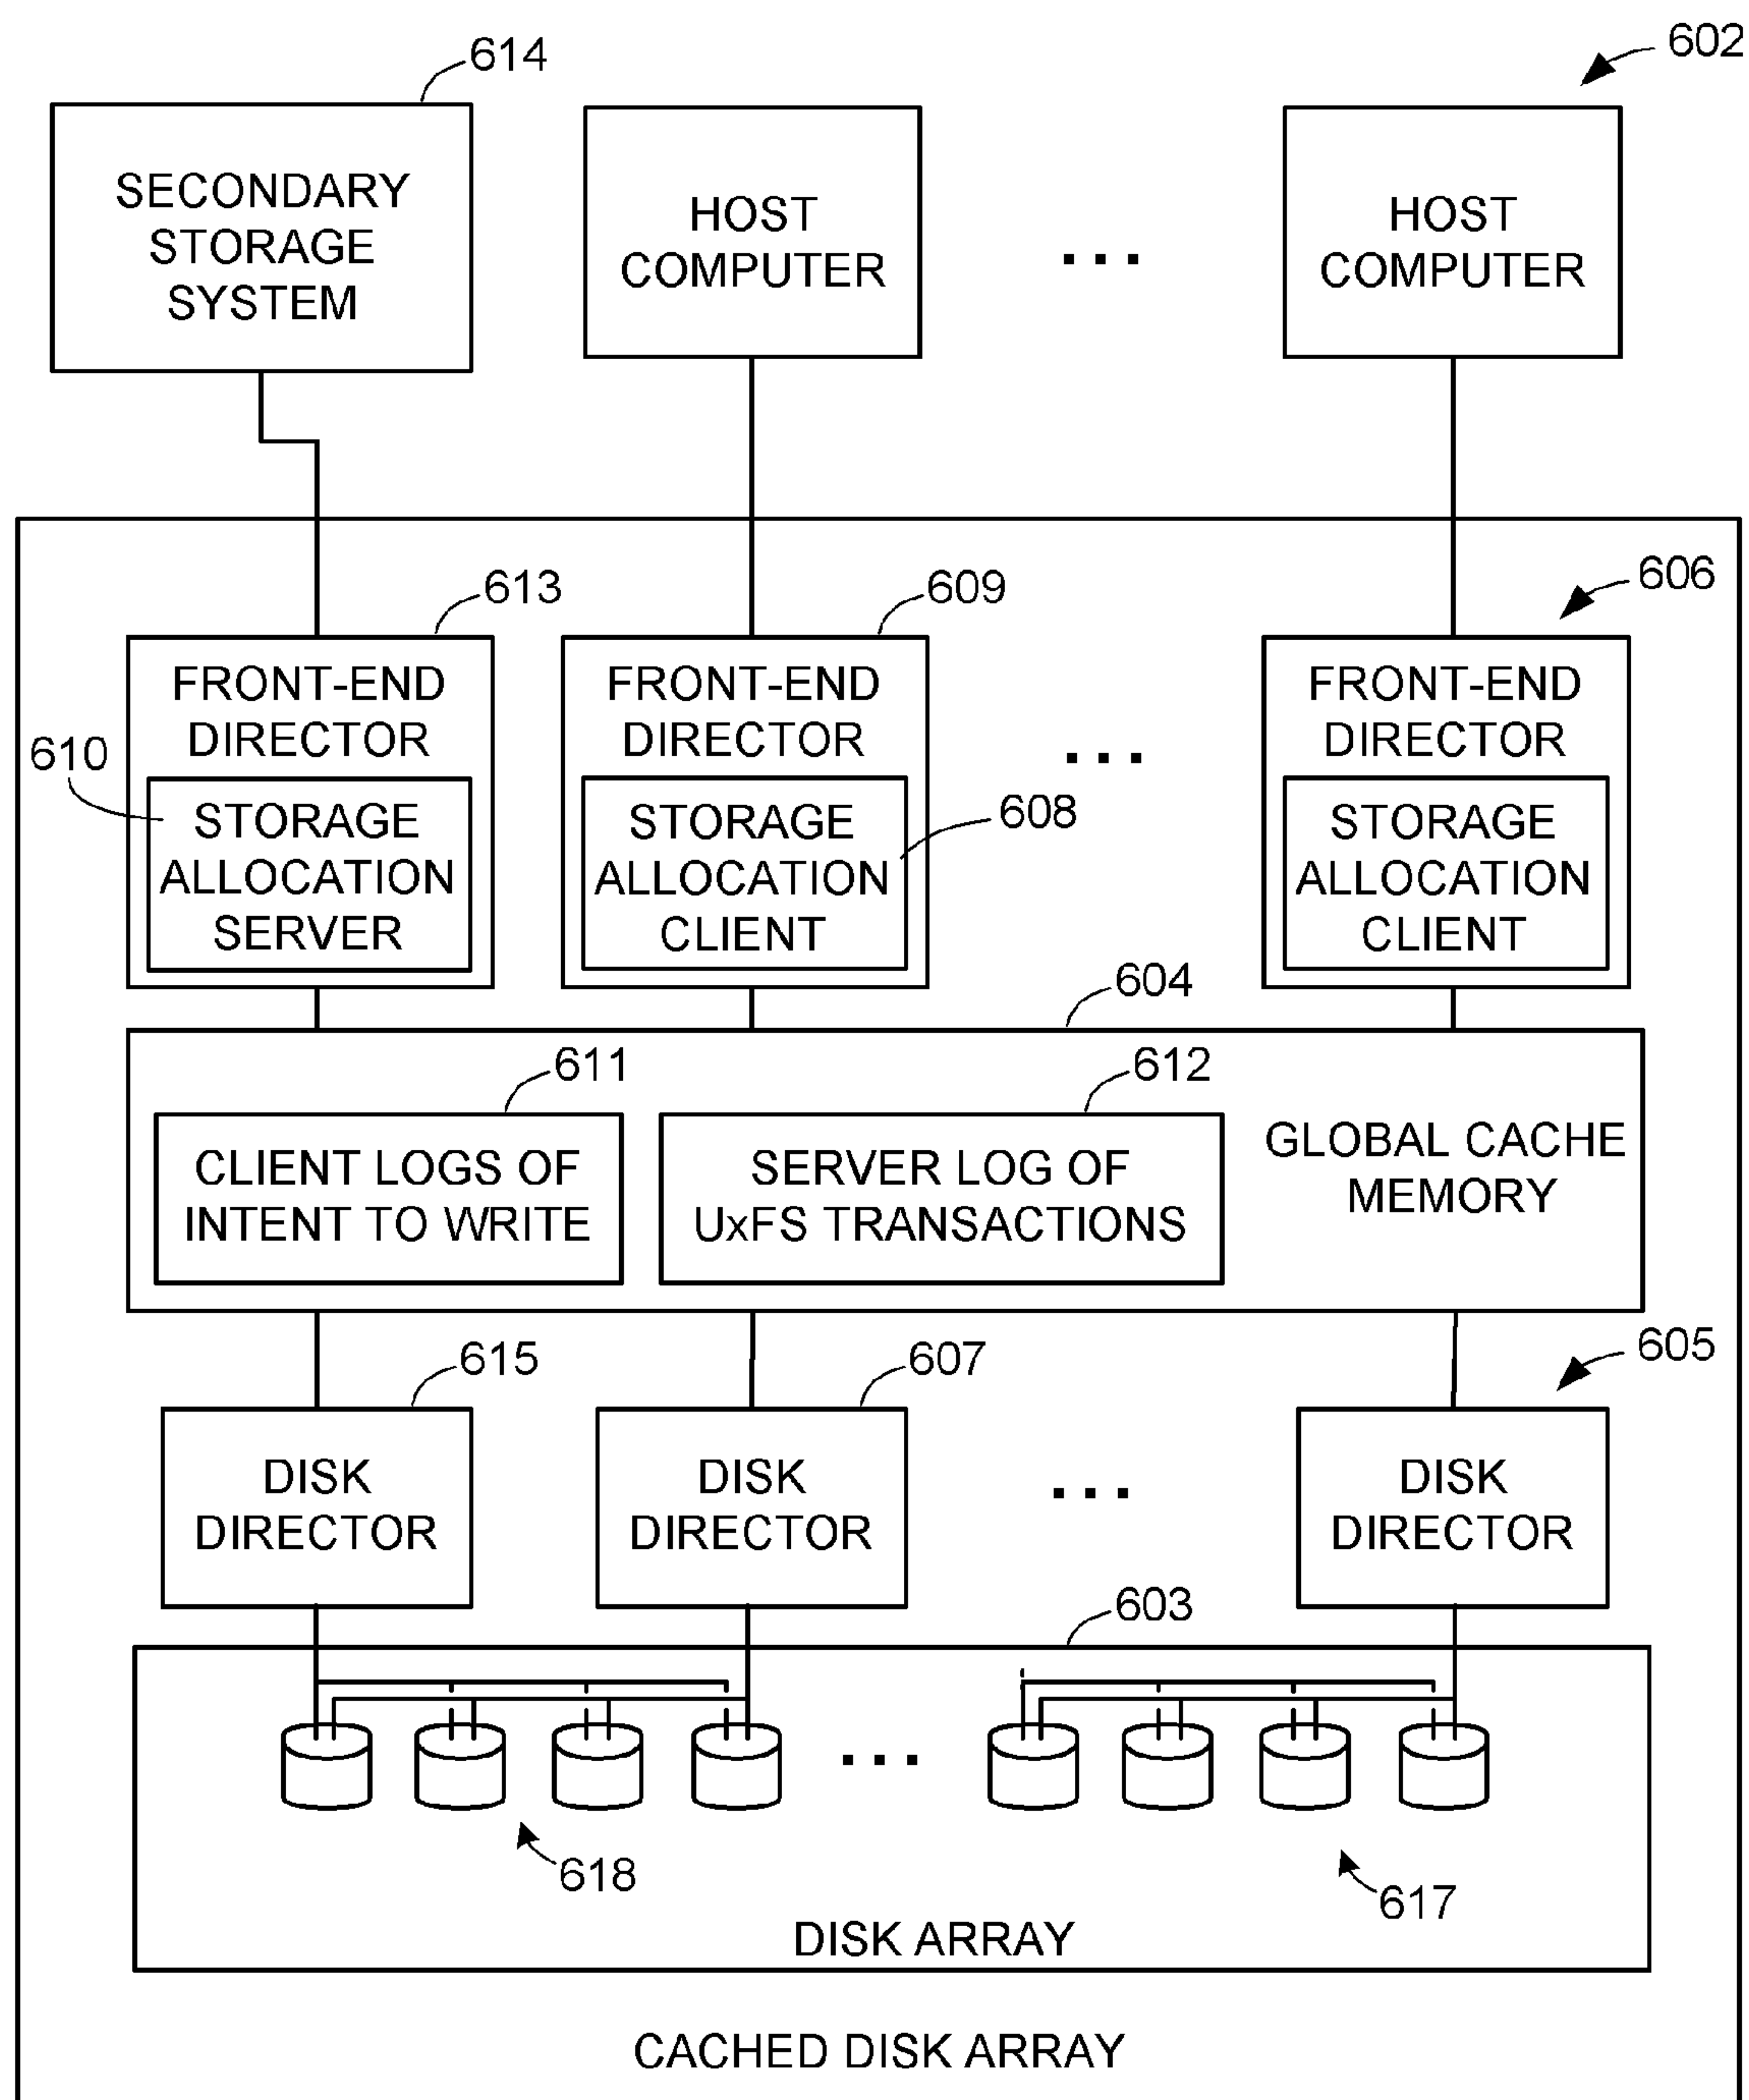 614
602
SECONDARY
STORAGE
SYSTEM
HOST
COMPUTER
...
HOST
COMPUTER
613
609
606
FRONT-END
DIRECTOR
FRONT-END
DIRECTOR
...
FRONT-END
DIRECTOR
610
STORAGE
ALLOCATION
SERVER
STORAGE
ALLOCATION
CLIENT
608
STORAGE
ALLOCATION
CLIENT
604
611
612
CLIENT LOGS OF
INTENT TO WRITE
SERVER LOG OF
UxFS TRANSACTIONS
GLOBAL CACHE
MEMORY
615
607
605
DISK
DIRECTOR
DISK
DIRECTOR
...
DISK
DIRECTOR
603
...
618
617
DISK ARRAY
CACHED DISK ARRAY